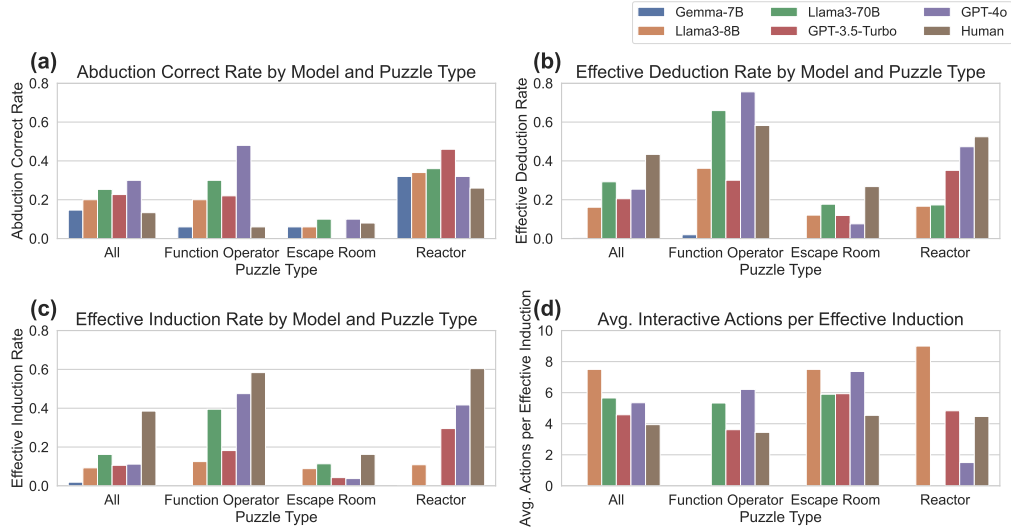 Gemma-7B Llama3-70B GPT-4o
Llama3-8B GPT-3.5-Turbo Human
(a)
Abduction Correct Rate by Model and Puzzle Type
Abduction Correct Rate
0.8
0.6
0.4
0.2
0.0
All Function Operator Escape Room Reactor
Puzzle Type
(b)
Effective Deduction Rate by Model and Puzzle Type
Effective Deduction Rate
0.8
0.6
0.4
0.2
0.0
All Function Operator Escape Room Reactor
Puzzle Type
(c)
Effective Induction Rate by Model and Puzzle Type
Effective Induction Rate
0.8
0.6
0.4
0.2
0.0
All Function Operator Escape Room Reactor
Puzzle Type
(d)
Avg. Interactive Actions per Effective Induction
Avg. Actions per Effective Induction
10
8
6
4
2
0
All Function Operator Escape Room Reactor
Puzzle Type